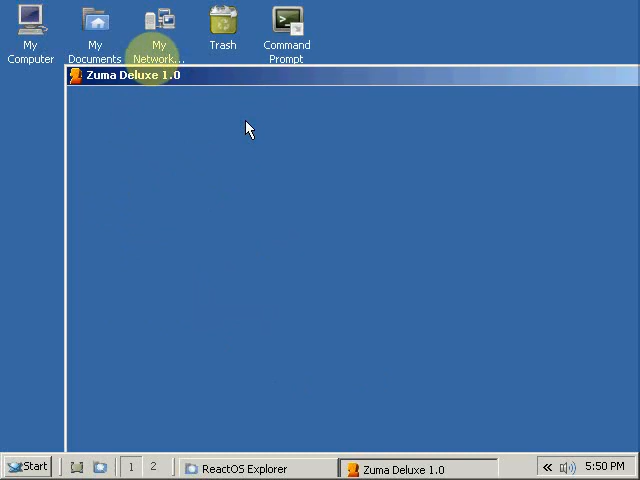 My Computer
My Documents
My Network...
Trash
Command Prompt
Zuma Deluxe 1.0
Start
1
2
ReactOS Explorer
Zuma Deluxe 1.0
5:50 PM